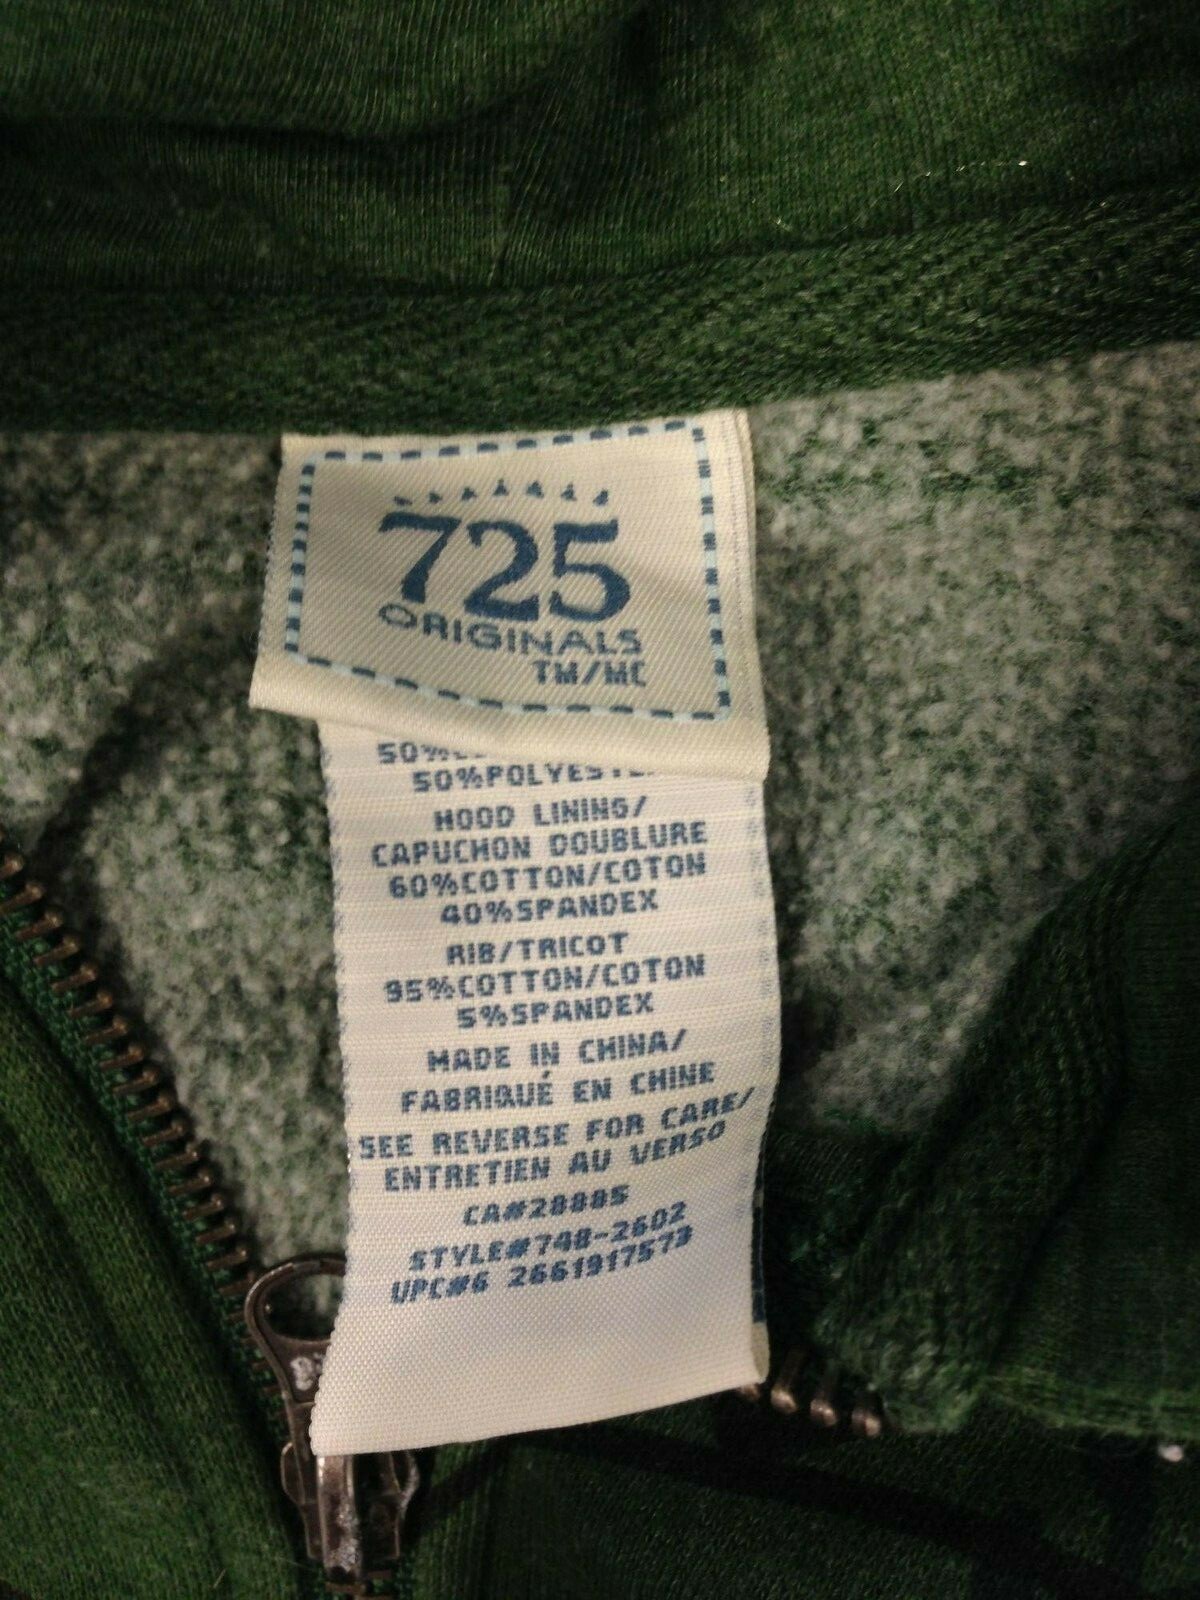 725
ORIGINALS
TM/MC
50%
50%POLYESTE
HOOD LINING/
CAPUCHON DOUBLURE
60%COTTON/COTON
40%SPANDEX
RIB/TRICOT
95%COTTON/COTON
5%SPANDEX
MADE IN CHINA/
FABRIQUÉ EN CHINE
SEE REVERSE FOR CARE/
ENTRETIEN AU VERSO
CA#28885
STYLE#748-2602
UPC#6 2661917573